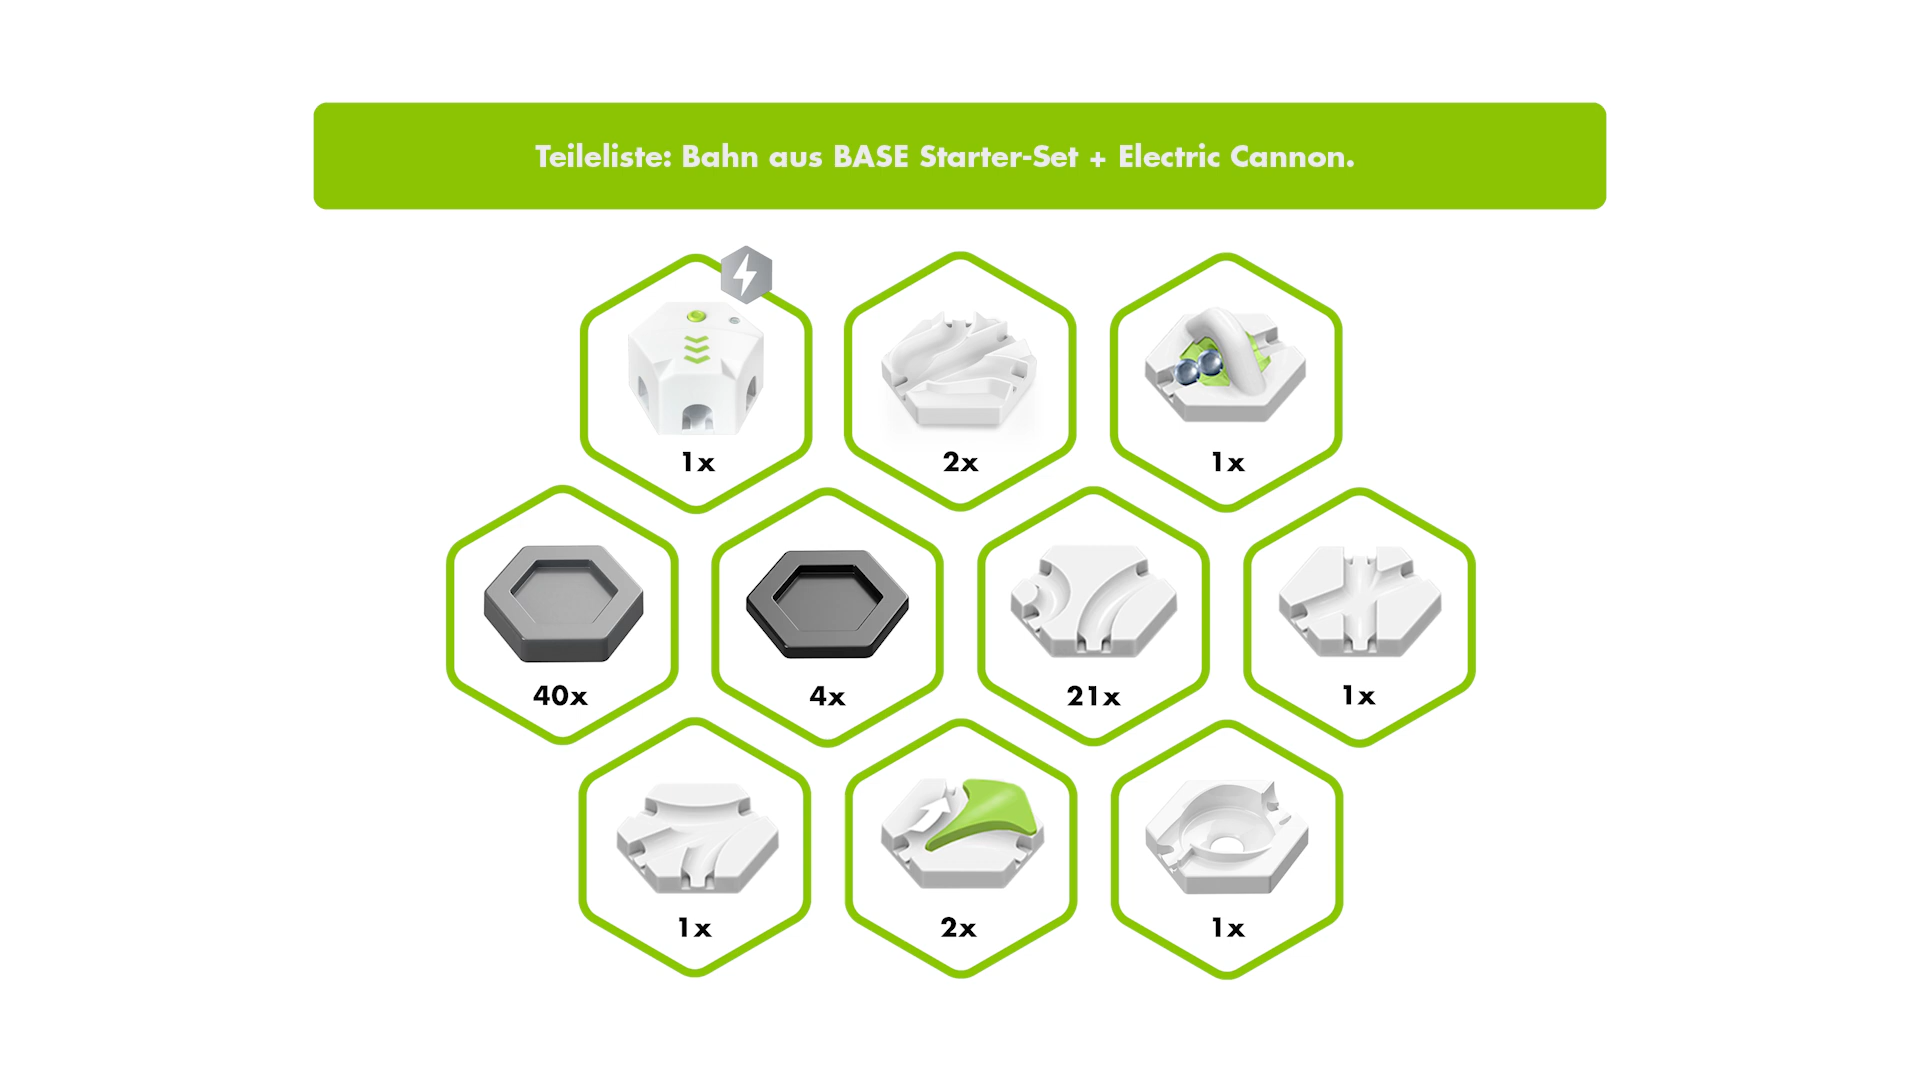 Teileliste: Bahn aus BASE Starter-Set + Electric Cannon.
1x
2x
1x
40x
4x
21x
1x
1x
2x
1x